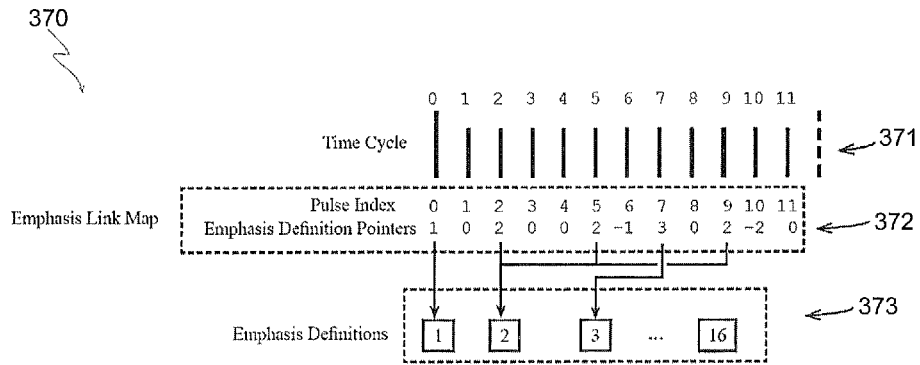 370
0 1 2 3 4 5 6 7 8 9 10 11
Time Cycle
371
Emphasis Link Map
Pulse Index 0 1 2 3 4 5 6 7 8 9 10 11
Emphasis Definition Pointers 1 0 2 0 0 2 ~1 3 0 2 ~2 0
372
373
Emphasis Definitions 1 2 3 ... 16